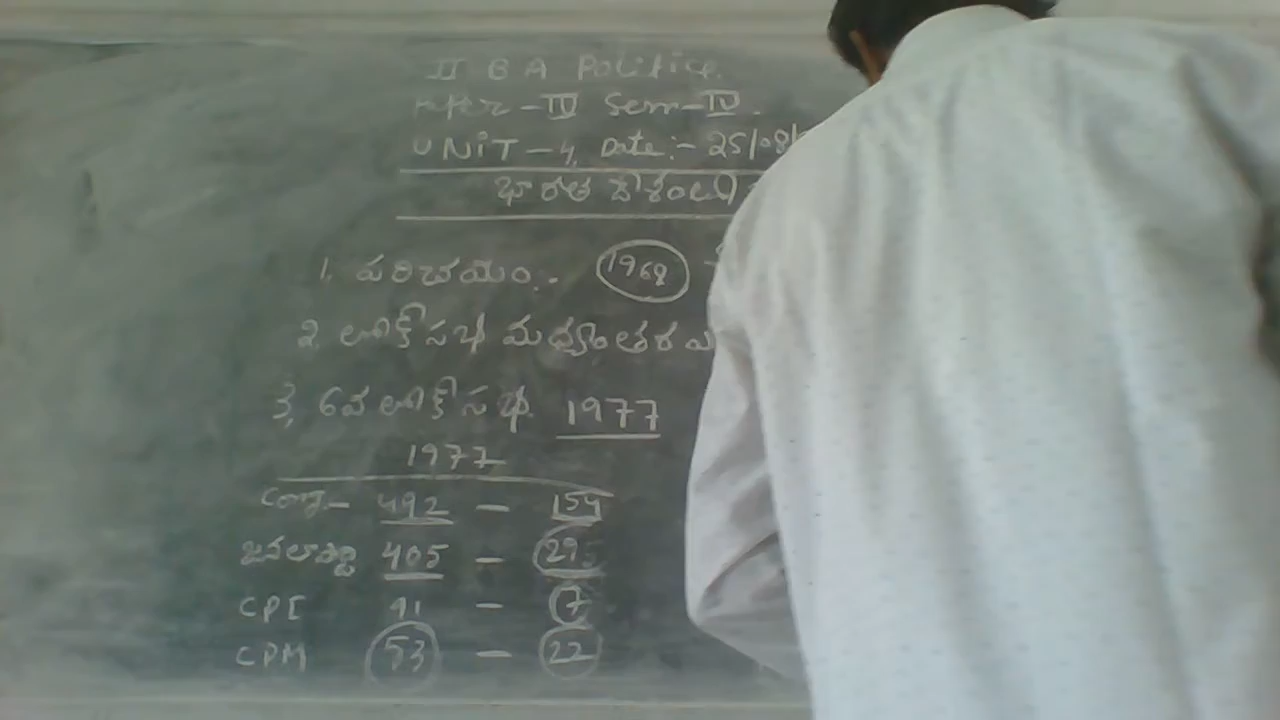 II B A Politics.
Paper - IV Sem - IV.
UNIT - 4, Date:- 25/08/
భారత దేశంలో
1. పరిచయం:- 1969
2. లోక్ సభ మధ్యంతర
3, 6వ లోక్ సభ 1977
1977
Cong - 492 - 154
జనతా 405 - 295
CPI 91 - 7
CPM 53 - 22